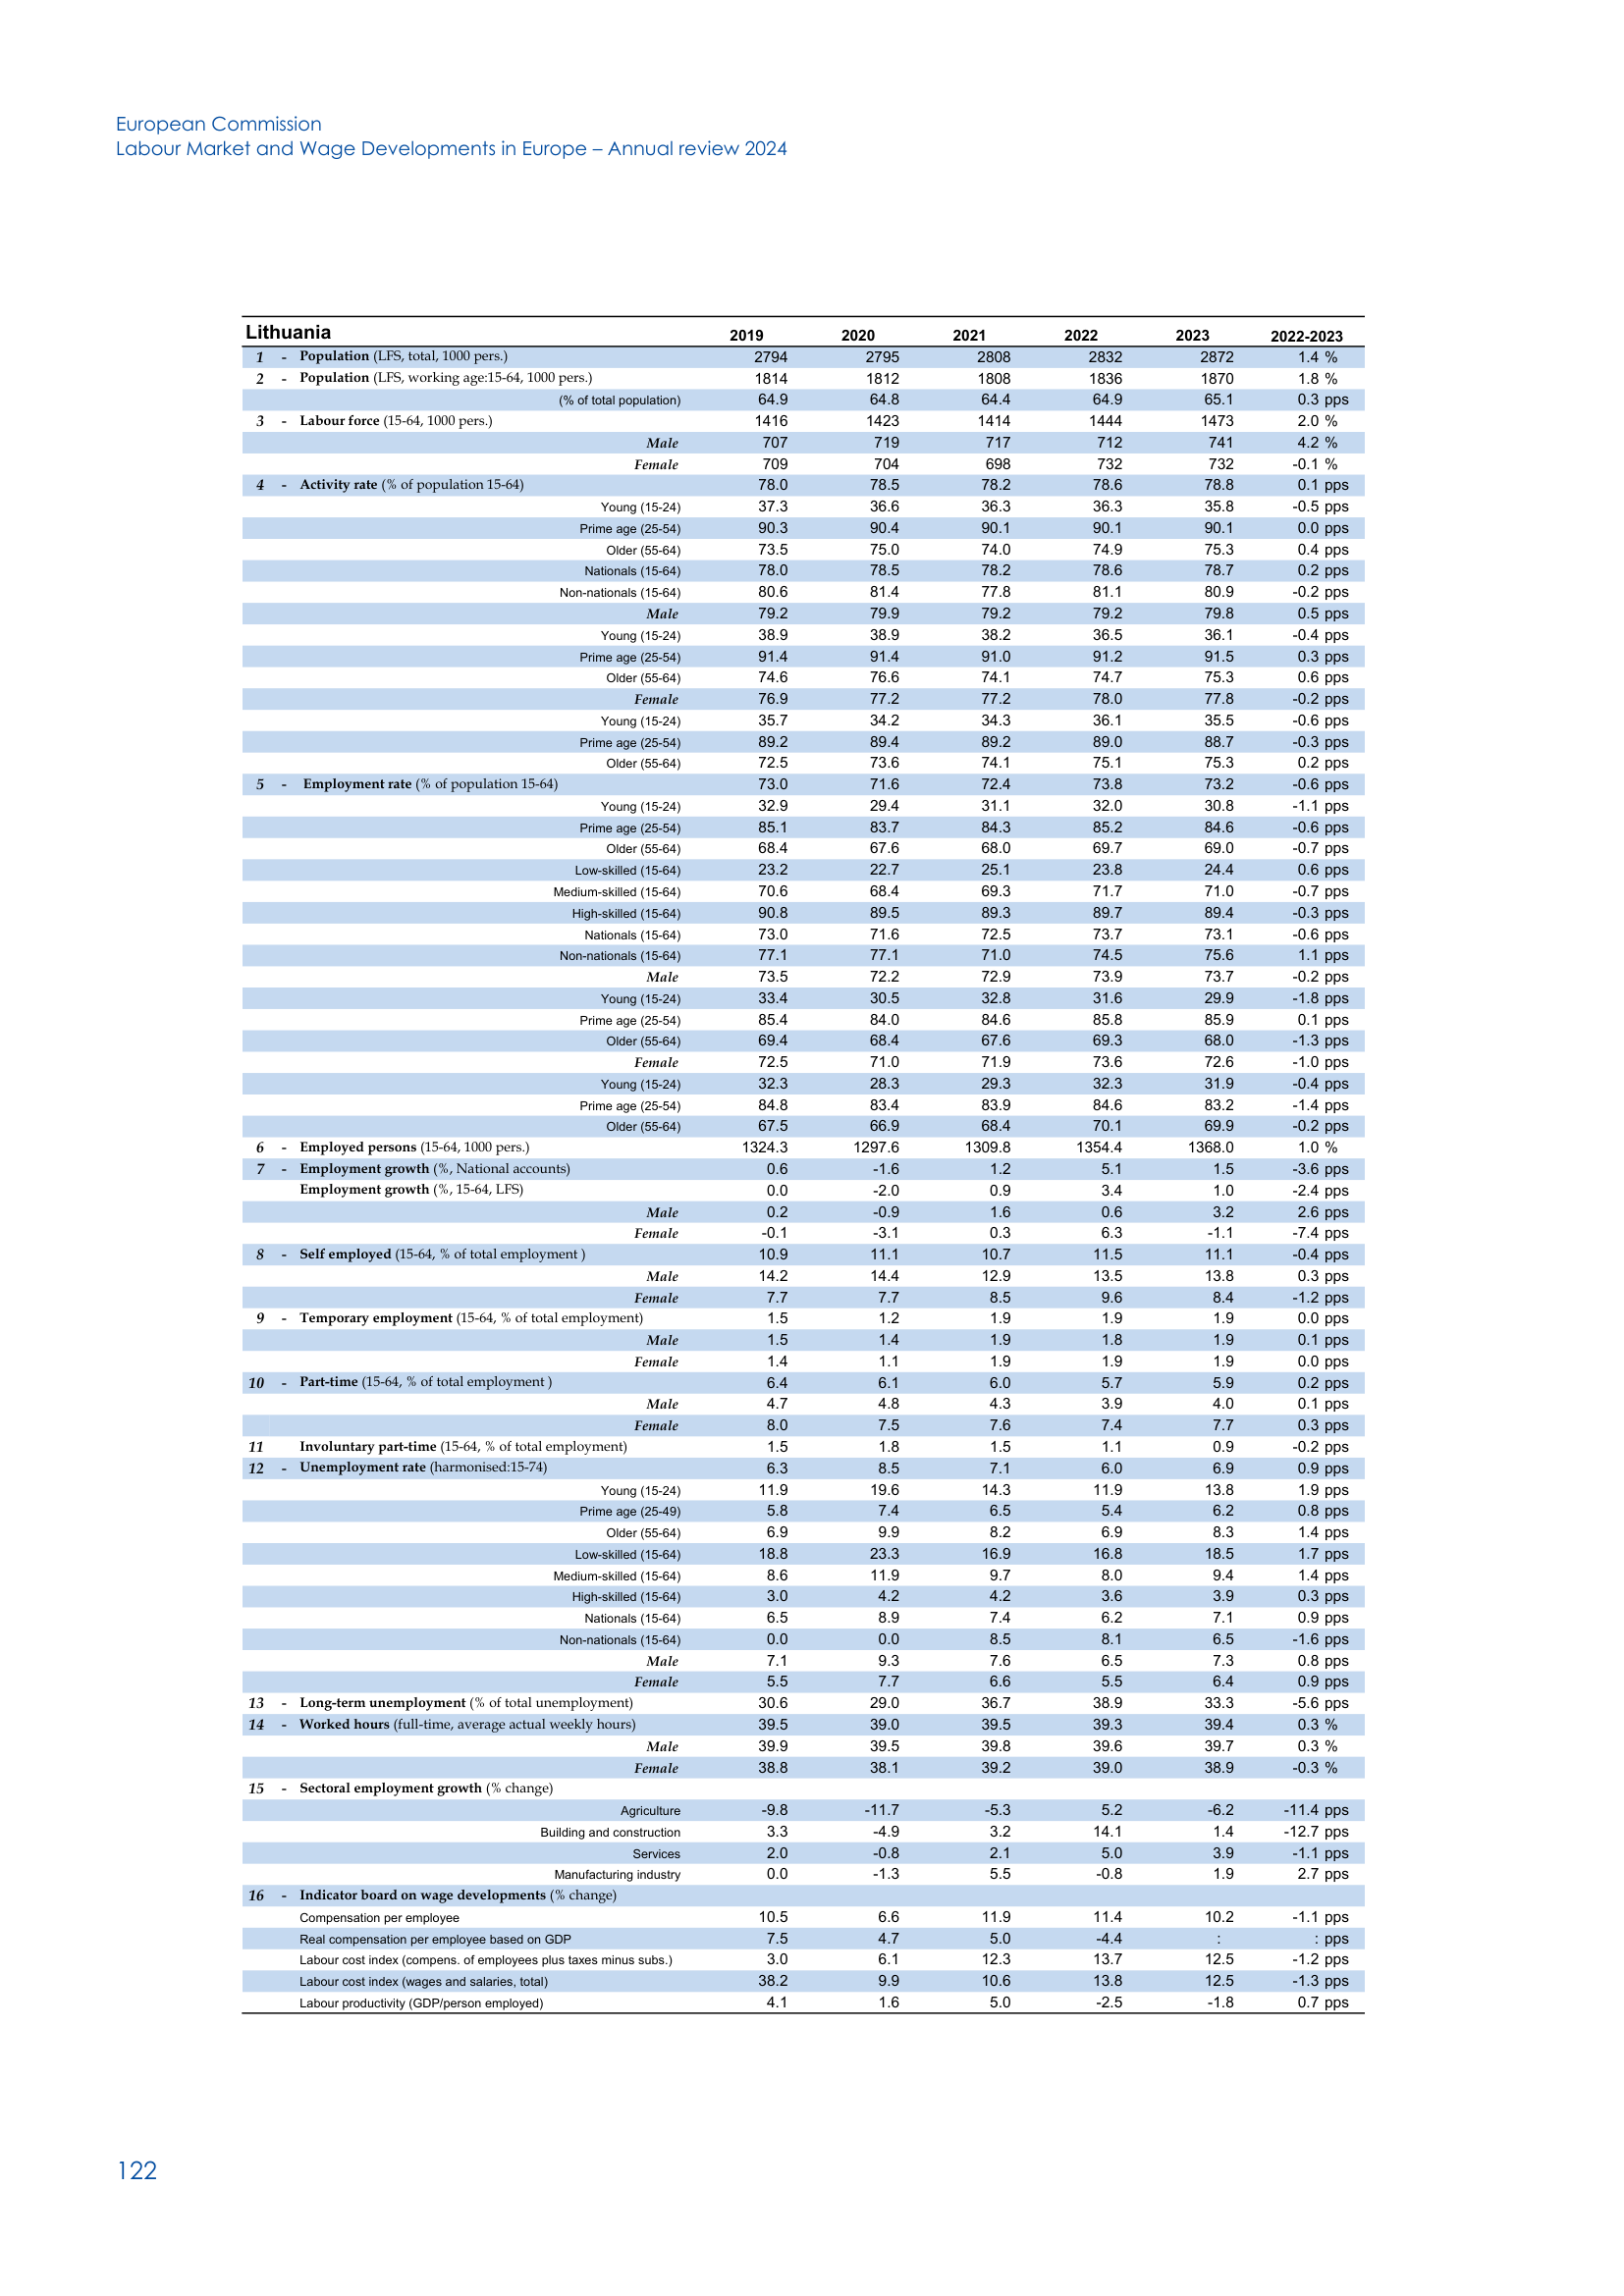 European Commission
Labour Market and Wage Developments in Europe – Annual review 2024
Lithuania 2019 2020 2021 2022 2023 2022-2023
1 - Population (LFS, total, 1000 pers.) 2794 2795 2808 2832 2872 1.4 %
2 - Population (LFS, working age:15-64, 1000 pers.) 1814 1812 1808 1836 1870 1.8 %
(% of total population) 64.9 64.8 64.4 64.9 65.1 0.3 pps
3 - Labour force (15-64, 1000 pers.) 1416 1423 1414 1444 1473 2.0 %
Male 707 719 717 712 741 4.2 %
Female 709 704 698 732 732 -0.1 %
4 - Activity rate (% of population 15-64) 78.0 78.5 78.2 78.6 78.8 0.1 pps
Young (15-24) 37.3 36.6 36.3 36.3 35.8 -0.5 pps
Prime age (25-54) 90.3 90.4 90.1 90.1 90.1 0.0 pps
Older (55-64) 73.5 75.0 74.0 74.9 75.3 0.4 pps
Nationals (15-64) 78.0 78.5 78.2 78.6 78.7 0.2 pps
Non-nationals (15-64) 80.6 81.4 77.8 81.1 80.9 -0.2 pps
Male 79.2 79.9 79.2 79.2 79.8 0.5 pps
Young (15-24) 38.9 38.9 38.2 36.5 36.1 -0.4 pps
Prime age (25-54) 91.4 91.4 91.0 91.2 91.5 0.3 pps
Older (55-64) 74.6 76.6 74.1 74.7 75.3 0.6 pps
Female 76.9 77.2 77.2 78.0 77.8 -0.2 pps
Young (15-24) 35.7 34.2 34.3 36.1 35.5 -0.6 pps
Prime age (25-54) 89.2 89.4 89.2 89.0 88.7 -0.3 pps
Older (55-64) 72.5 73.6 74.1 75.1 75.3 0.2 pps
5 - Employment rate (% of population 15-64) 73.0 71.6 72.4 73.8 73.2 -0.6 pps
Young (15-24) 32.9 29.4 31.1 32.0 30.8 -1.1 pps
Prime age (25-54) 85.1 83.7 84.3 85.2 84.6 -0.6 pps
Older (55-64) 68.4 67.6 68.0 69.7 69.0 -0.7 pps
Low-skilled (15-64) 23.2 22.7 25.1 23.8 24.4 0.6 pps
Medium-skilled (15-64) 70.6 68.4 69.3 71.7 71.0 -0.7 pps
High-skilled (15-64) 90.8 89.5 89.3 89.7 89.4 -0.3 pps
Nationals (15-64) 73.0 71.6 72.5 73.7 73.1 -0.6 pps
Non-nationals (15-64) 77.1 77.1 71.0 74.5 75.6 1.1 pps
Male 73.5 72.2 72.9 73.9 73.7 -0.2 pps
Young (15-24) 33.4 30.5 32.8 31.6 29.9 -1.8 pps
Prime age (25-54) 85.4 84.0 84.6 85.8 85.9 0.1 pps
Older (55-64) 69.4 68.4 67.6 69.3 68.0 -1.3 pps
Female 72.5 71.0 71.9 73.6 72.6 -1.0 pps
Young (15-24) 32.3 28.3 29.3 32.3 31.9 -0.4 pps
Prime age (25-54) 84.8 83.4 83.9 84.6 83.2 -1.4 pps
Older (55-64) 67.5 66.9 68.4 70.1 69.9 -0.2 pps
6 - Employed persons (15-64, 1000 pers.) 1324.3 1297.6 1309.8 1354.4 1368.0 1.0 %
7 - Employment growth (%, National accounts) 0.6 -1.6 1.2 5.1 1.5 -3.6 pps
Employment growth (%, 15-64, LFS) 0.0 -2.0 0.9 3.4 1.0 -2.4 pps
Male 0.2 -0.9 1.6 0.6 3.2 2.6 pps
Female -0.1 -3.1 0.3 6.3 -1.1 -7.4 pps
8 - Self employed (15-64, % of total employment ) 10.9 11.1 10.7 11.5 11.1 -0.4 pps
Male 14.2 14.4 12.9 13.5 13.8 0.3 pps
Female 7.7 7.7 8.5 9.6 8.4 -1.2 pps
9 - Temporary employment (15-64, % of total employment) 1.5 1.2 1.9 1.9 1.9 0.0 pps
Male 1.5 1.4 1.9 1.8 1.9 0.1 pps
Female 1.4 1.1 1.9 1.9 1.9 0.0 pps
10 - Part-time (15-64, % of total employment ) 6.4 6.1 6.0 5.7 5.9 0.2 pps
Male 4.7 4.8 4.3 3.9 4.0 0.1 pps
Female 8.0 7.5 7.6 7.4 7.7 0.3 pps
11 Involuntary part-time (15-64, % of total employment) 1.5 1.8 1.5 1.1 0.9 -0.2 pps
12 - Unemployment rate (harmonised:15-74) 6.3 8.5 7.1 6.0 6.9 0.9 pps
Young (15-24) 11.9 19.6 14.3 11.9 13.8 1.9 pps
Prime age (25-49) 5.8 7.4 6.5 5.4 6.2 0.8 pps
Older (55-64) 6.9 9.9 8.2 6.9 8.3 1.4 pps
Low-skilled (15-64) 18.8 23.3 16.9 16.8 18.5 1.7 pps
Medium-skilled (15-64) 8.6 11.9 9.7 8.0 9.4 1.4 pps
High-skilled (15-64) 3.0 4.2 4.2 3.6 3.9 0.3 pps
Nationals (15-64) 6.5 8.9 7.4 6.2 7.1 0.9 pps
Non-nationals (15-64) 0.0 0.0 8.5 8.1 6.5 -1.6 pps
Male 7.1 9.3 7.6 6.5 7.3 0.8 pps
Female 5.5 7.7 6.6 5.5 6.4 0.9 pps
13 - Long-term unemployment (% of total unemployment) 30.6 29.0 36.7 38.9 33.3 -5.6 pps
14 - Worked hours (full-time, average actual weekly hours) 39.5 39.0 39.5 39.3 39.4 0.3 %
Male 39.9 39.5 39.8 39.6 39.7 0.3 %
Female 38.8 38.1 39.2 39.0 38.9 -0.3 %
15 - Sectoral employment growth (% change)
Agriculture -9.8 -11.7 -5.3 5.2 -6.2 -11.4 pps
Building and construction 3.3 -4.9 3.2 14.1 1.4 -12.7 pps
Services 2.0 -0.8 2.1 5.0 3.9 -1.1 pps
Manufacturing industry 0.0 -1.3 5.5 -0.8 1.9 2.7 pps
16 - Indicator board on wage developments (% change)
Compensation per employee 10.5 6.6 11.9 11.4 10.2 -1.1 pps
Real compensation per employee based on GDP 7.5 4.7 5.0 -4.4 : : pps
Labour cost index (compens. of employees plus taxes minus subs.) 3.0 6.1 12.3 13.7 12.5 -1.2 pps
Labour cost index (wages and salaries, total) 38.2 9.9 10.6 13.8 12.5 -1.3 pps
Labour productivity (GDP/person employed) 4.1 1.6 5.0 -2.5 -1.8 0.7 pps
122